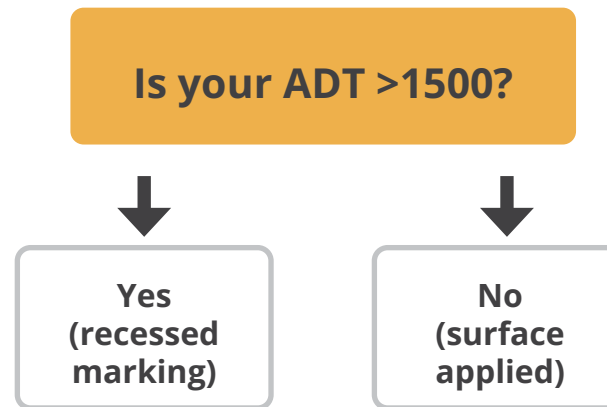 Is your ADT >1500?
Yes
(recessed
marking)
No
(surface
applied)